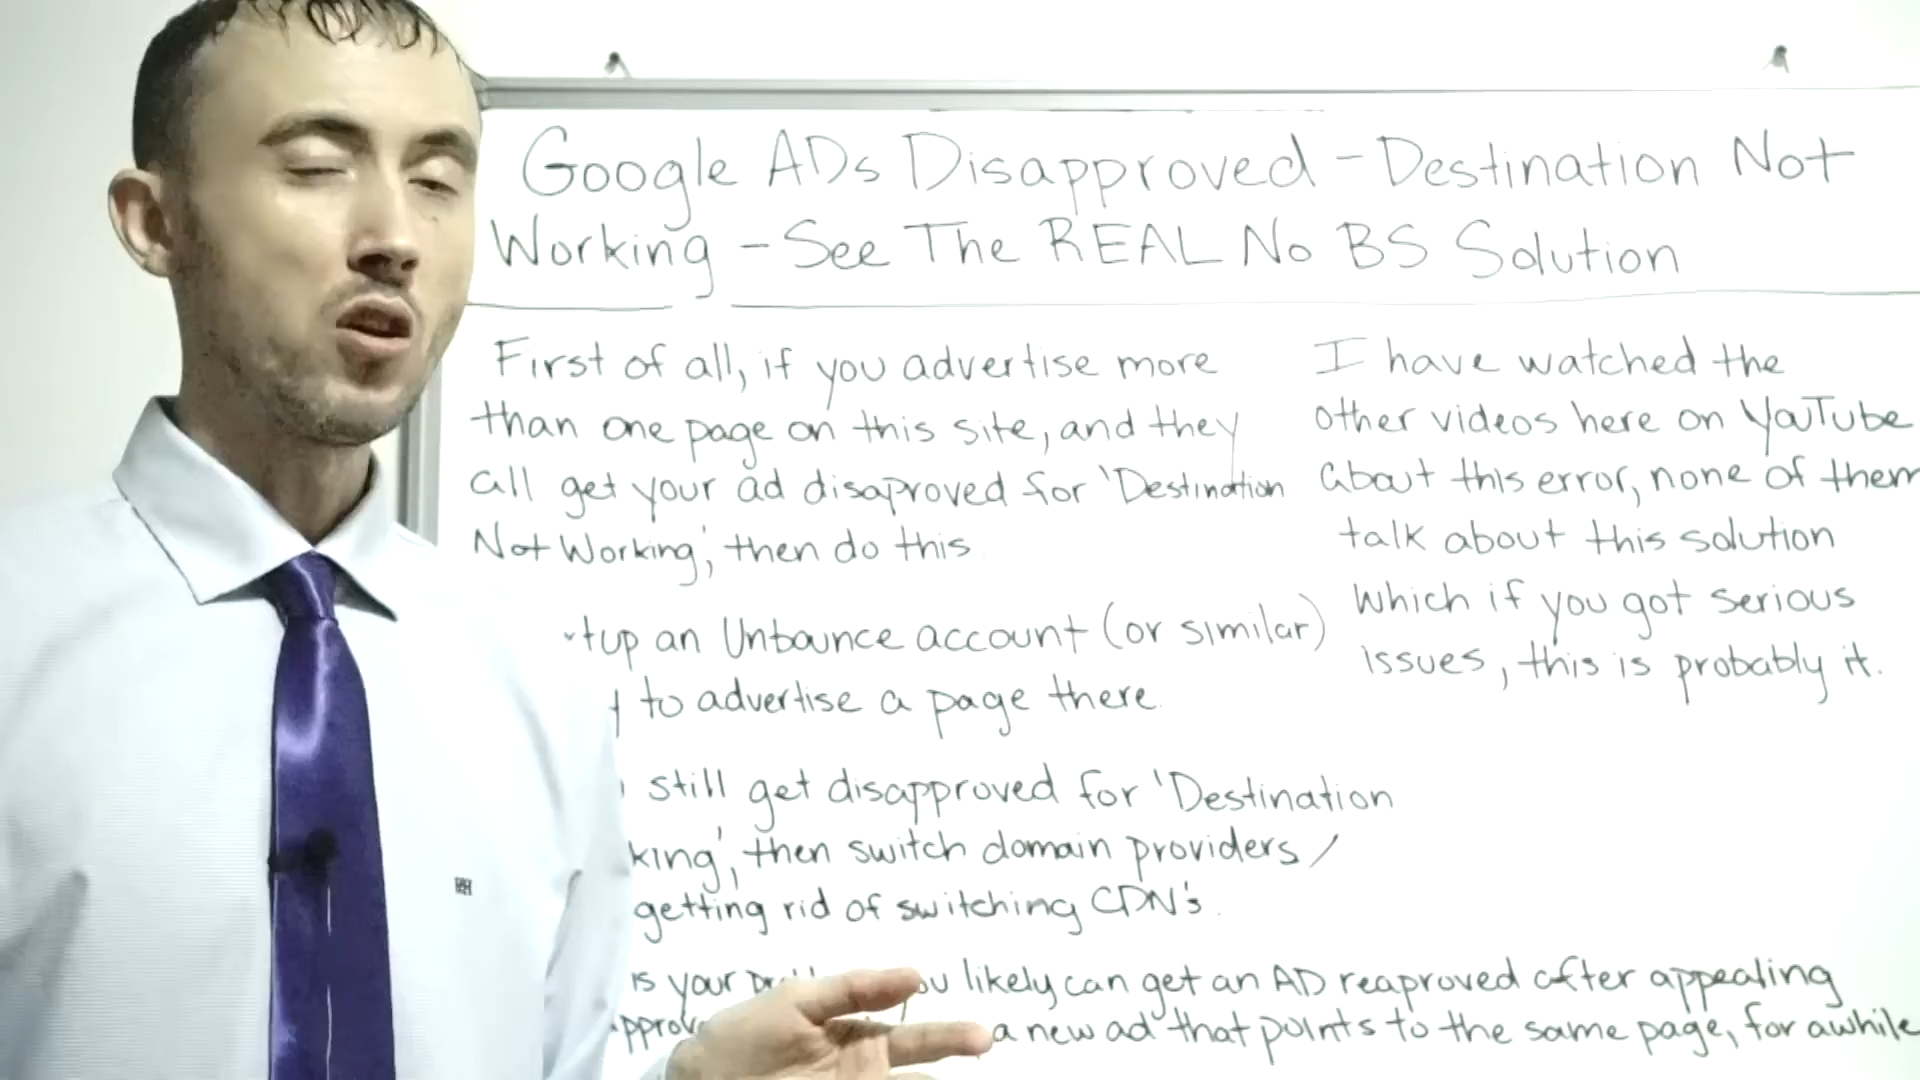 Google ADs Disapproved - Destination Not
Working - See The REAL No BS Solution
First of all, if you advertise more
than one page on this site, and they
all get your ad disaproved for 'Destination
Not Working', then do this
an Unbounce account (or similar)
to advertise a page there
still get disapproved for 'Destination
king', then switch domain providers /
getting rid of switching CDN's.
is your likely can get an AD reaproved after appealing
a new ad that points to the same page, for awhile
I have watched the
other videos here on YouTube
about this error, none of them
talk about this solution
which if you got serious
issues, this is probably it.